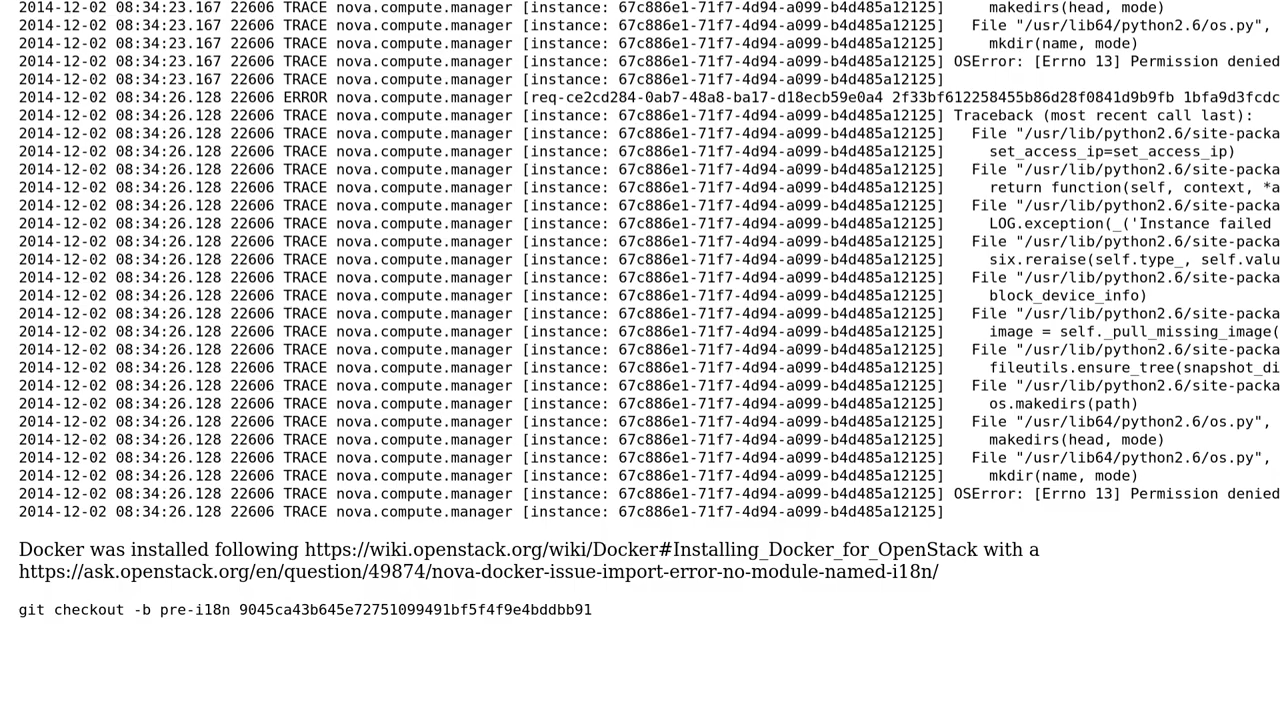 2014-12-02 08:34:23.167 22606 TRACE nova.compute.manager [instance: 67c886e1-71f7-4d94-a099-b4d485a12125]     makedirs(head, mode)
2014-12-02 08:34:23.167 22606 TRACE nova.compute.manager [instance: 67c886e1-71f7-4d94-a099-b4d485a12125]   File "/usr/lib64/python2.6/os.py",
2014-12-02 08:34:23.167 22606 TRACE nova.compute.manager [instance: 67c886e1-71f7-4d94-a099-b4d485a12125]     mkdir(name, mode)
2014-12-02 08:34:23.167 22606 TRACE nova.compute.manager [instance: 67c886e1-71f7-4d94-a099-b4d485a12125] OSError: [Errno 13] Permission denied
2014-12-02 08:34:23.167 22606 TRACE nova.compute.manager [instance: 67c886e1-71f7-4d94-a099-b4d485a12125]
2014-12-02 08:34:26.128 22606 ERROR nova.compute.manager [req-ce2cd284-0ab7-48a8-ba17-d18ecb59e0a4 2f33bf612258455b86d28f0841d9b9fb 1bfa9d3fcdc
2014-12-02 08:34:26.128 22606 TRACE nova.compute.manager [instance: 67c886e1-71f7-4d94-a099-b4d485a12125] Traceback (most recent call last):
2014-12-02 08:34:26.128 22606 TRACE nova.compute.manager [instance: 67c886e1-71f7-4d94-a099-b4d485a12125]   File "/usr/lib/python2.6/site-packa
2014-12-02 08:34:26.128 22606 TRACE nova.compute.manager [instance: 67c886e1-71f7-4d94-a099-b4d485a12125]     set_access_ip=set_access_ip)
2014-12-02 08:34:26.128 22606 TRACE nova.compute.manager [instance: 67c886e1-71f7-4d94-a099-b4d485a12125]   File "/usr/lib/python2.6/site-packa
2014-12-02 08:34:26.128 22606 TRACE nova.compute.manager [instance: 67c886e1-71f7-4d94-a099-b4d485a12125]     return function(self, context, *a
2014-12-02 08:34:26.128 22606 TRACE nova.compute.manager [instance: 67c886e1-71f7-4d94-a099-b4d485a12125]   File "/usr/lib/python2.6/site-packa
2014-12-02 08:34:26.128 22606 TRACE nova.compute.manager [instance: 67c886e1-71f7-4d94-a099-b4d485a12125]     LOG.exception(_('Instance failed
2014-12-02 08:34:26.128 22606 TRACE nova.compute.manager [instance: 67c886e1-71f7-4d94-a099-b4d485a12125]   File "/usr/lib/python2.6/site-packa
2014-12-02 08:34:26.128 22606 TRACE nova.compute.manager [instance: 67c886e1-71f7-4d94-a099-b4d485a12125]     six.reraise(self.type_, self.valu
2014-12-02 08:34:26.128 22606 TRACE nova.compute.manager [instance: 67c886e1-71f7-4d94-a099-b4d485a12125]   File "/usr/lib/python2.6/site-packa
2014-12-02 08:34:26.128 22606 TRACE nova.compute.manager [instance: 67c886e1-71f7-4d94-a099-b4d485a12125]     block_device_info)
2014-12-02 08:34:26.128 22606 TRACE nova.compute.manager [instance: 67c886e1-71f7-4d94-a099-b4d485a12125]   File "/usr/lib/python2.6/site-packa
2014-12-02 08:34:26.128 22606 TRACE nova.compute.manager [instance: 67c886e1-71f7-4d94-a099-b4d485a12125]     image = self._pull_missing_image(
2014-12-02 08:34:26.128 22606 TRACE nova.compute.manager [instance: 67c886e1-71f7-4d94-a099-b4d485a12125]   File "/usr/lib/python2.6/site-packa
2014-12-02 08:34:26.128 22606 TRACE nova.compute.manager [instance: 67c886e1-71f7-4d94-a099-b4d485a12125]     fileutils.ensure_tree(snapshot_di
2014-12-02 08:34:26.128 22606 TRACE nova.compute.manager [instance: 67c886e1-71f7-4d94-a099-b4d485a12125]   File "/usr/lib/python2.6/site-packa
2014-12-02 08:34:26.128 22606 TRACE nova.compute.manager [instance: 67c886e1-71f7-4d94-a099-b4d485a12125]     os.makedirs(path)
2014-12-02 08:34:26.128 22606 TRACE nova.compute.manager [instance: 67c886e1-71f7-4d94-a099-b4d485a12125]   File "/usr/lib64/python2.6/os.py",
2014-12-02 08:34:26.128 22606 TRACE nova.compute.manager [instance: 67c886e1-71f7-4d94-a099-b4d485a12125]     makedirs(head, mode)
2014-12-02 08:34:26.128 22606 TRACE nova.compute.manager [instance: 67c886e1-71f7-4d94-a099-b4d485a12125]   File "/usr/lib64/python2.6/os.py",
2014-12-02 08:34:26.128 22606 TRACE nova.compute.manager [instance: 67c886e1-71f7-4d94-a099-b4d485a12125]     mkdir(name, mode)
2014-12-02 08:34:26.128 22606 TRACE nova.compute.manager [instance: 67c886e1-71f7-4d94-a099-b4d485a12125] OSError: [Errno 13] Permission denied
2014-12-02 08:34:26.128 22606 TRACE nova.compute.manager [instance: 67c886e1-71f7-4d94-a099-b4d485a12125]
Docker was installed following https://wiki.openstack.org/wiki/Docker#Installing_Docker_for_OpenStack with a
https://ask.openstack.org/en/question/49874/nova-docker-issue-import-error-no-module-named-i18n/
git checkout -b pre-i18n 9045ca43b645e72751099491bf5f4f9e4bddbb91